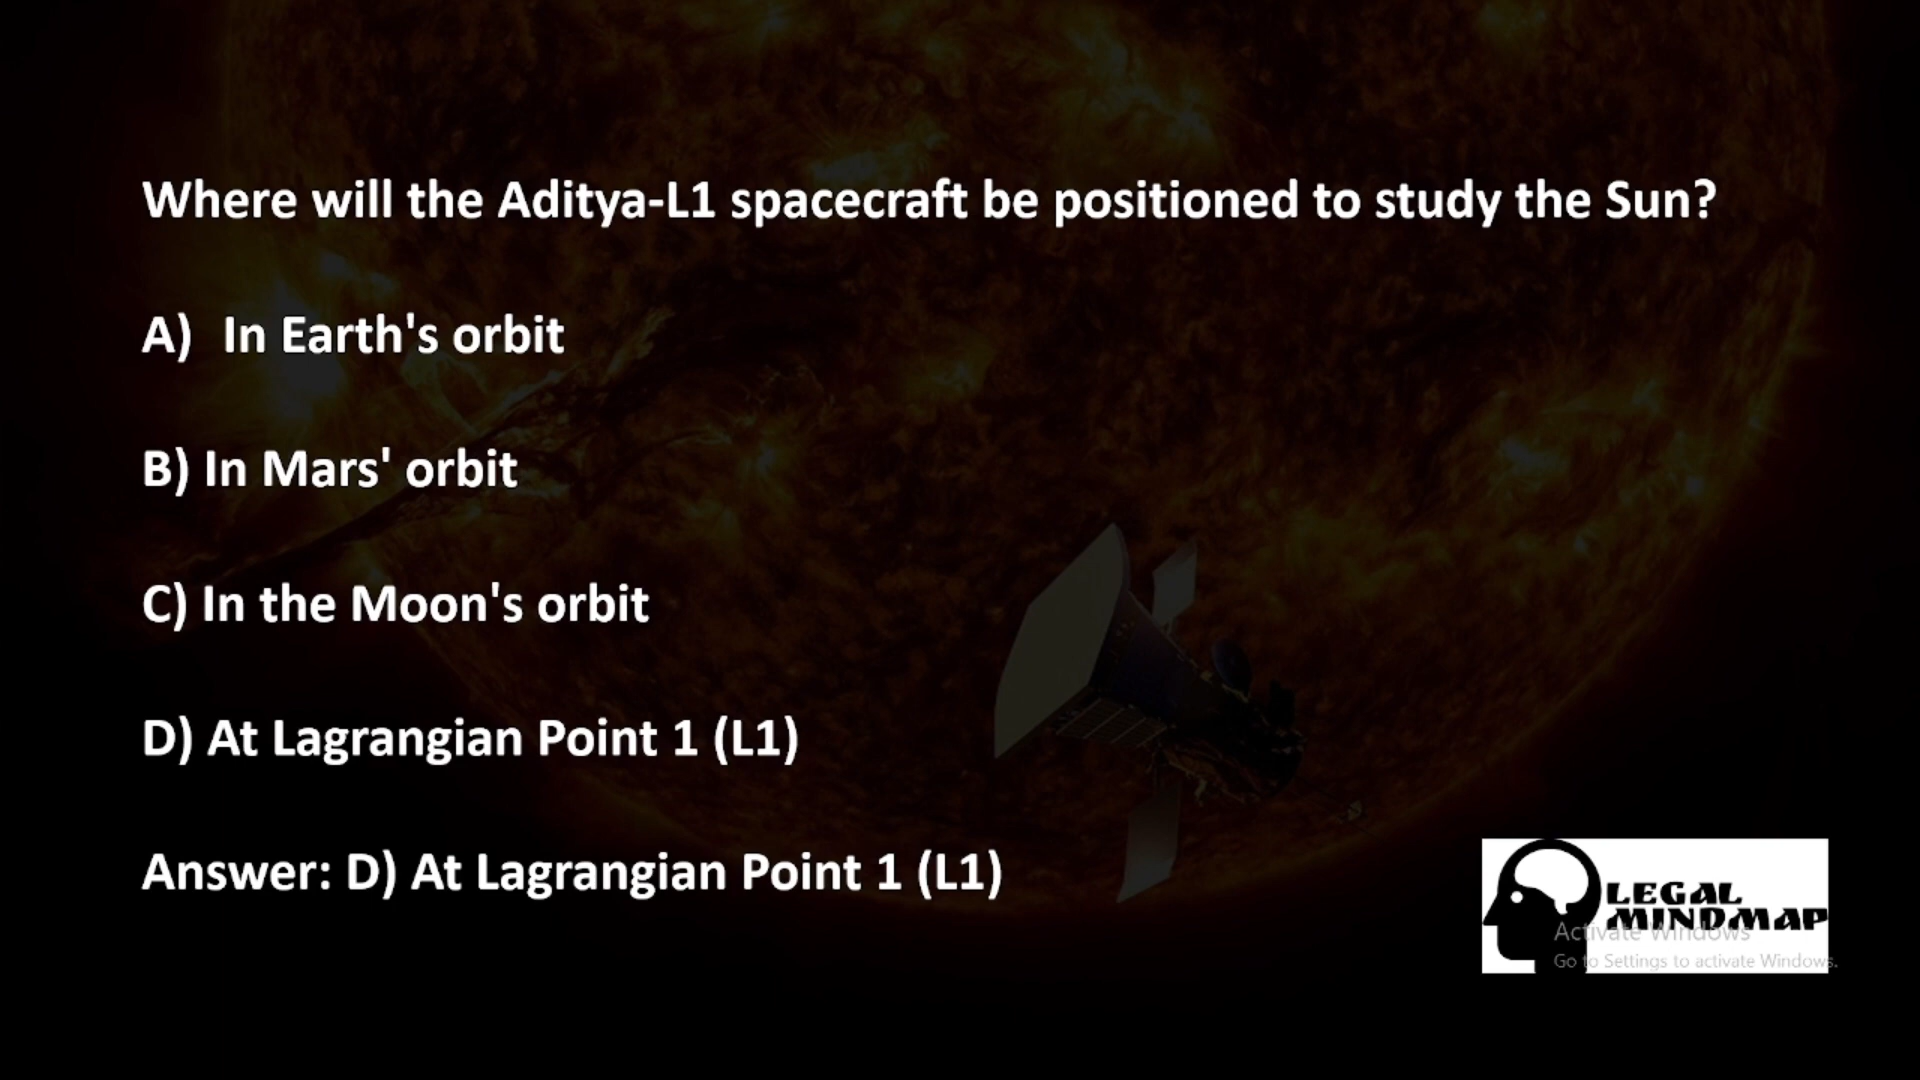 Where will the Aditya-L1 spacecraft be positioned to study the Sun?
A) In Earth's orbit
B) In Mars' orbit
C) In the Moon's orbit
D) At Lagrangian Point 1 (L1)
Answer: D) At Lagrangian Point 1 (L1)
LEGAL
MINDMAP
Activate Windows
Go to Settings to activate Windows.